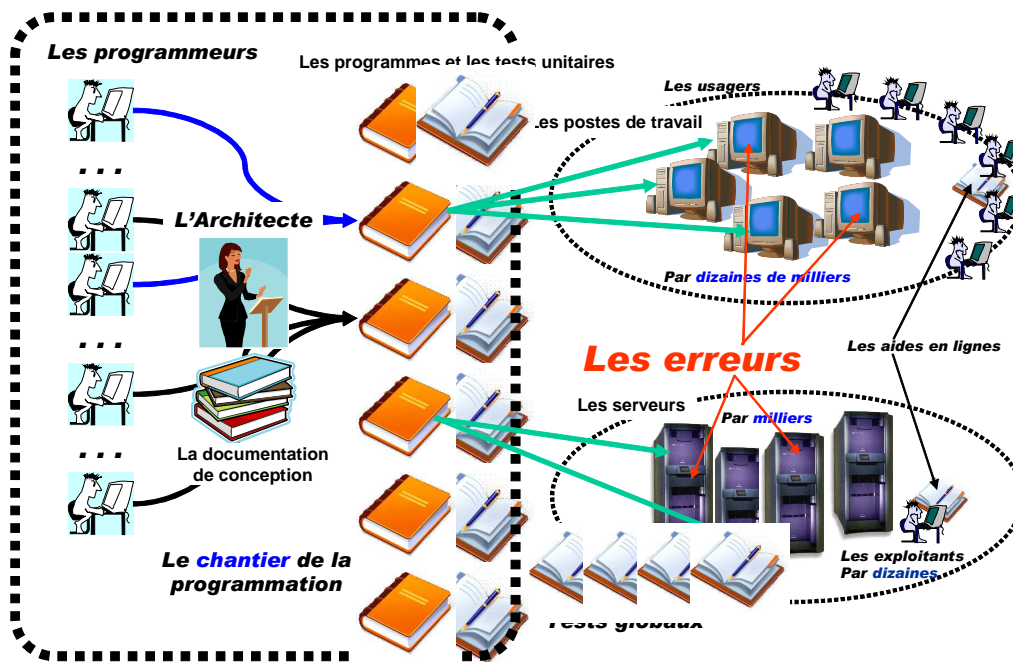 Les programmeurs
Les programmes et les tests unitaires
Les usagers
Les postes de travail
...
L'Architecte
Par dizaines de milliers
...
Les erreurs
Les aides en lignes
Les serveurs
Par milliers
...
La documentation
de conception
Le chantier de la
programmation
Les exploitants
Par dizaines
Tests globaux